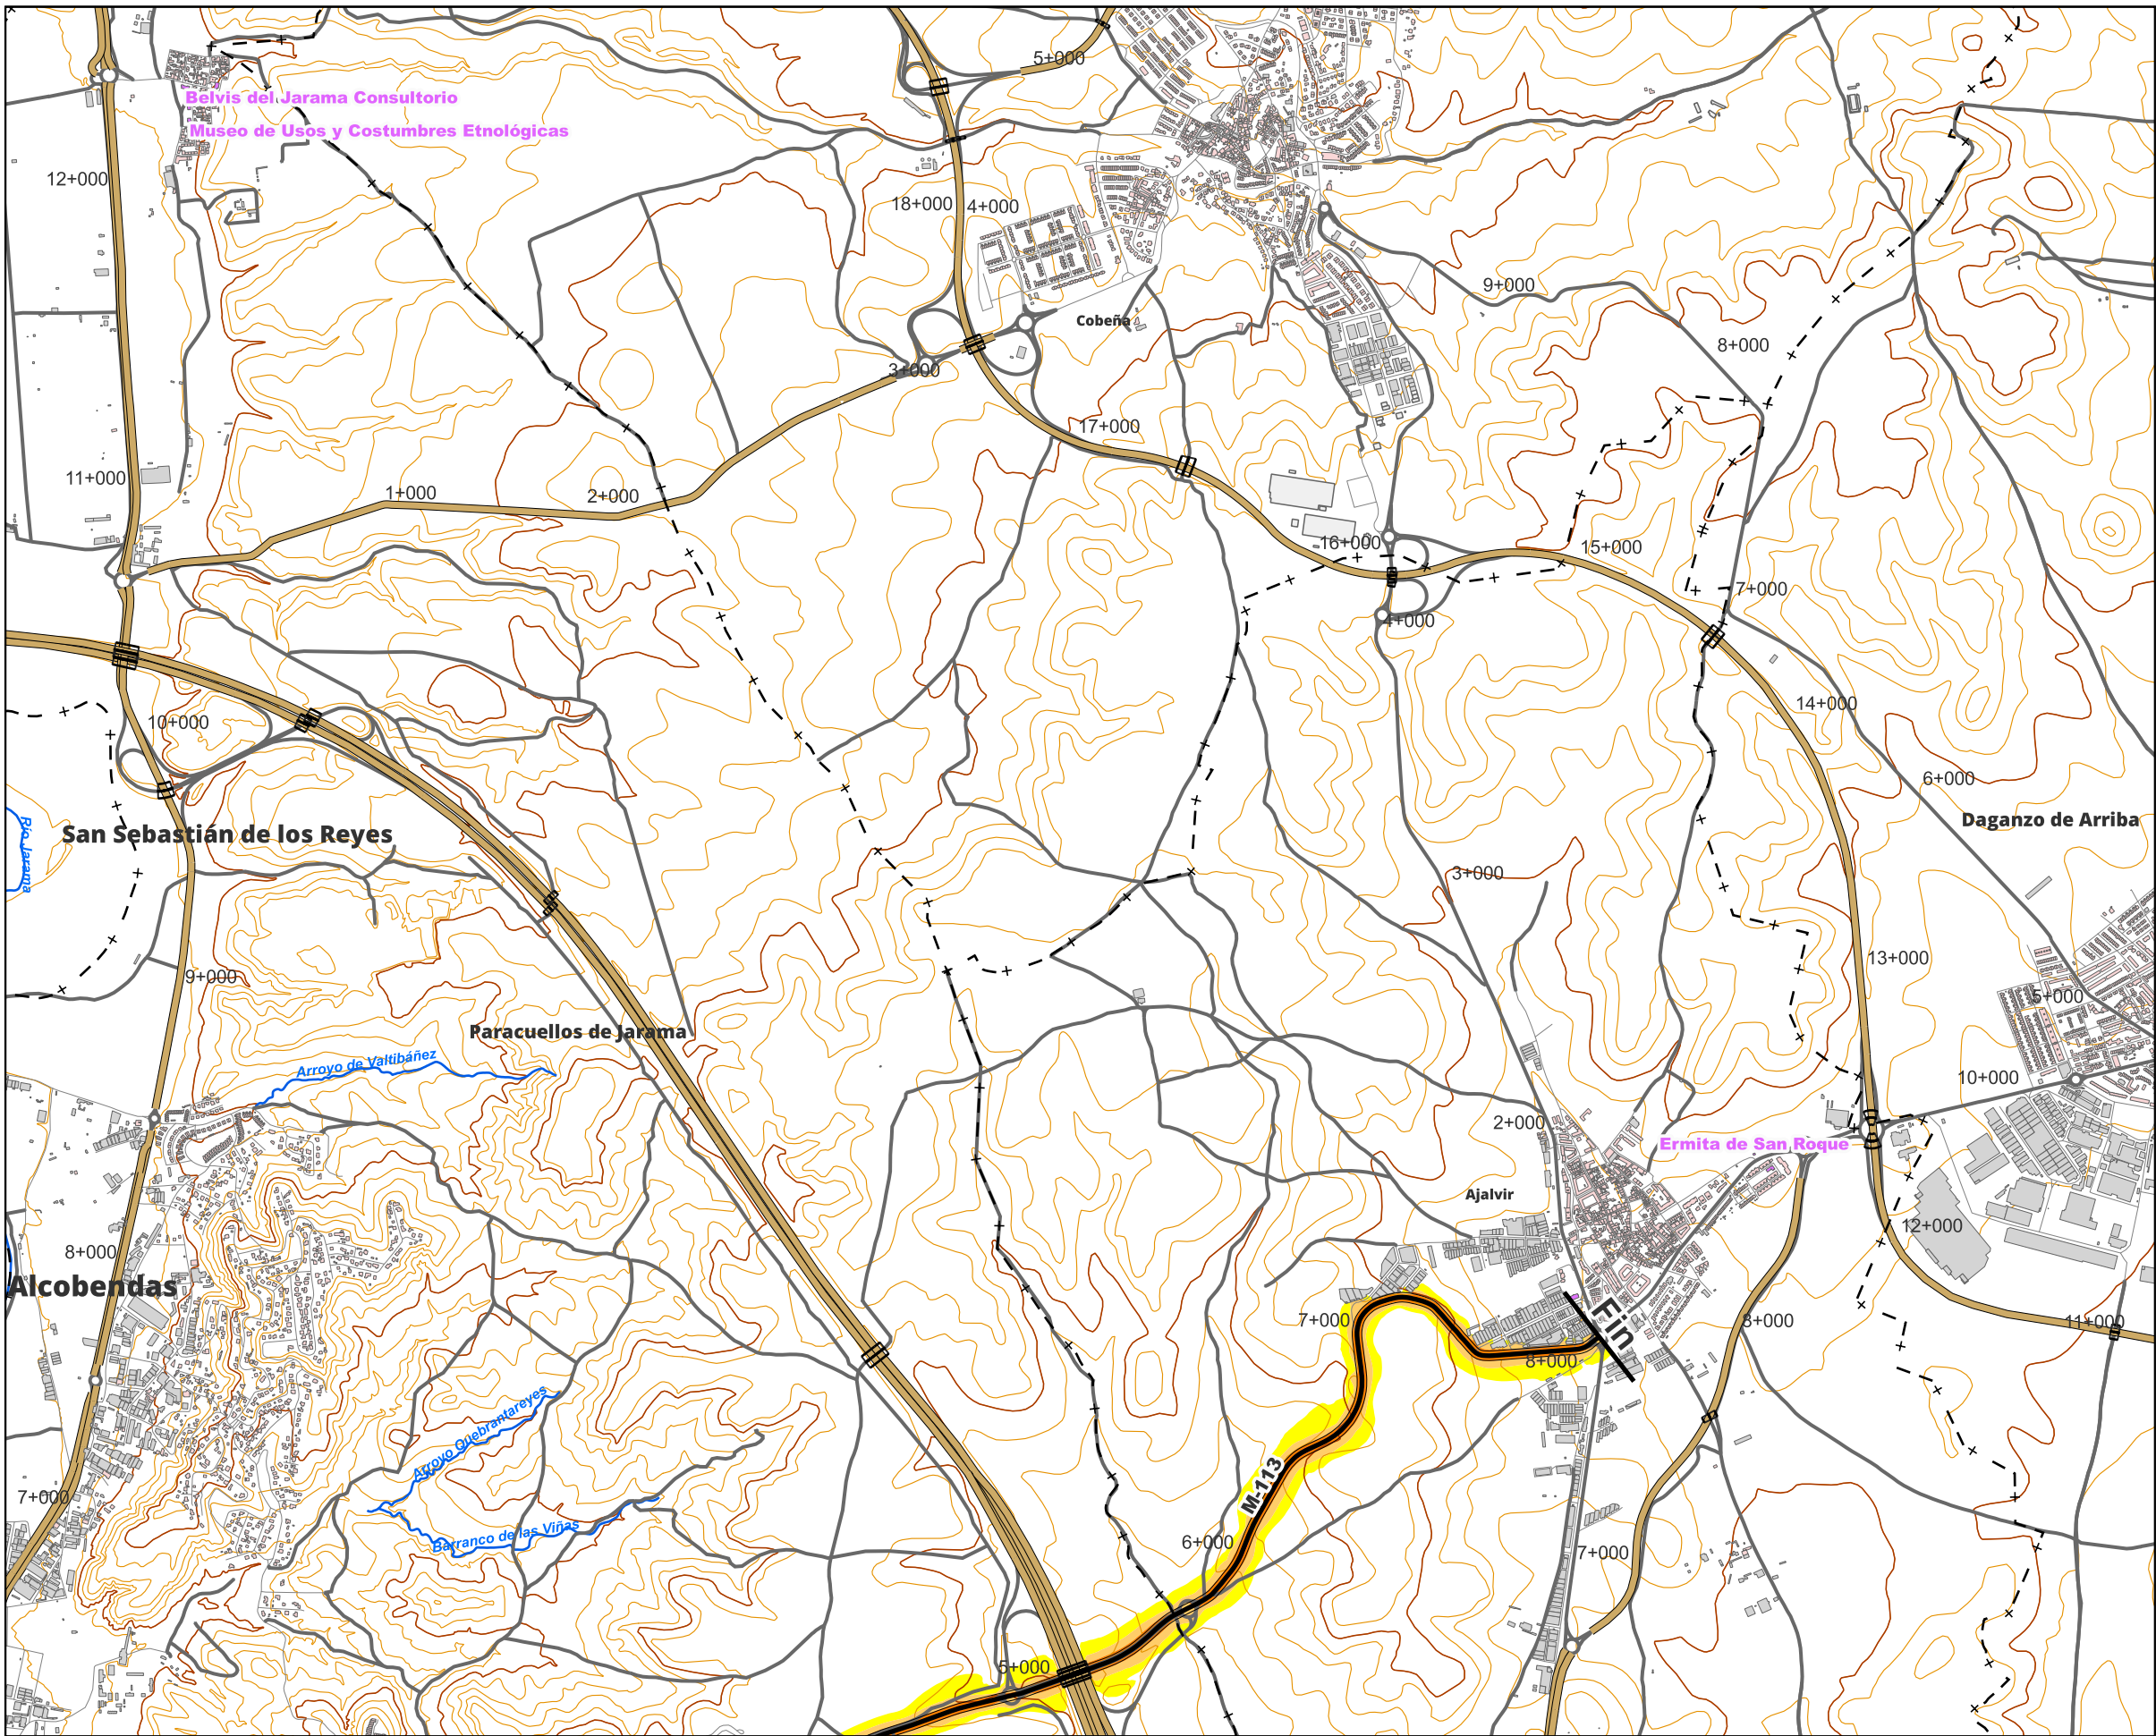 5+000
Belvis del Jarama Consultorio
Museo de Usos y Costumbres Etnológicas
12+000
18+000
4+000
9+000
Cobeña
8+000
3+000
17+000
11+000
1+000
2+000
16+000
15+000
7+000
4+000
14+000
10+000
6+000
Daganzo de Arriba
San Sebastián de los Reyes
Río Jarama
3+000
13+000
9+000
5+000
Paracuellos de Jarama
Arroyo de Valtibáñez
10+000
2+000
Ermita de San Roque
Ajalvir
12+000
8+000
Alcobendas
7+000
Fin
8+000
11+000
8+000
Arroyo Quebrantareyes
M-113
7+000
Barranco de las Viñas
6+000
7+000
5+000